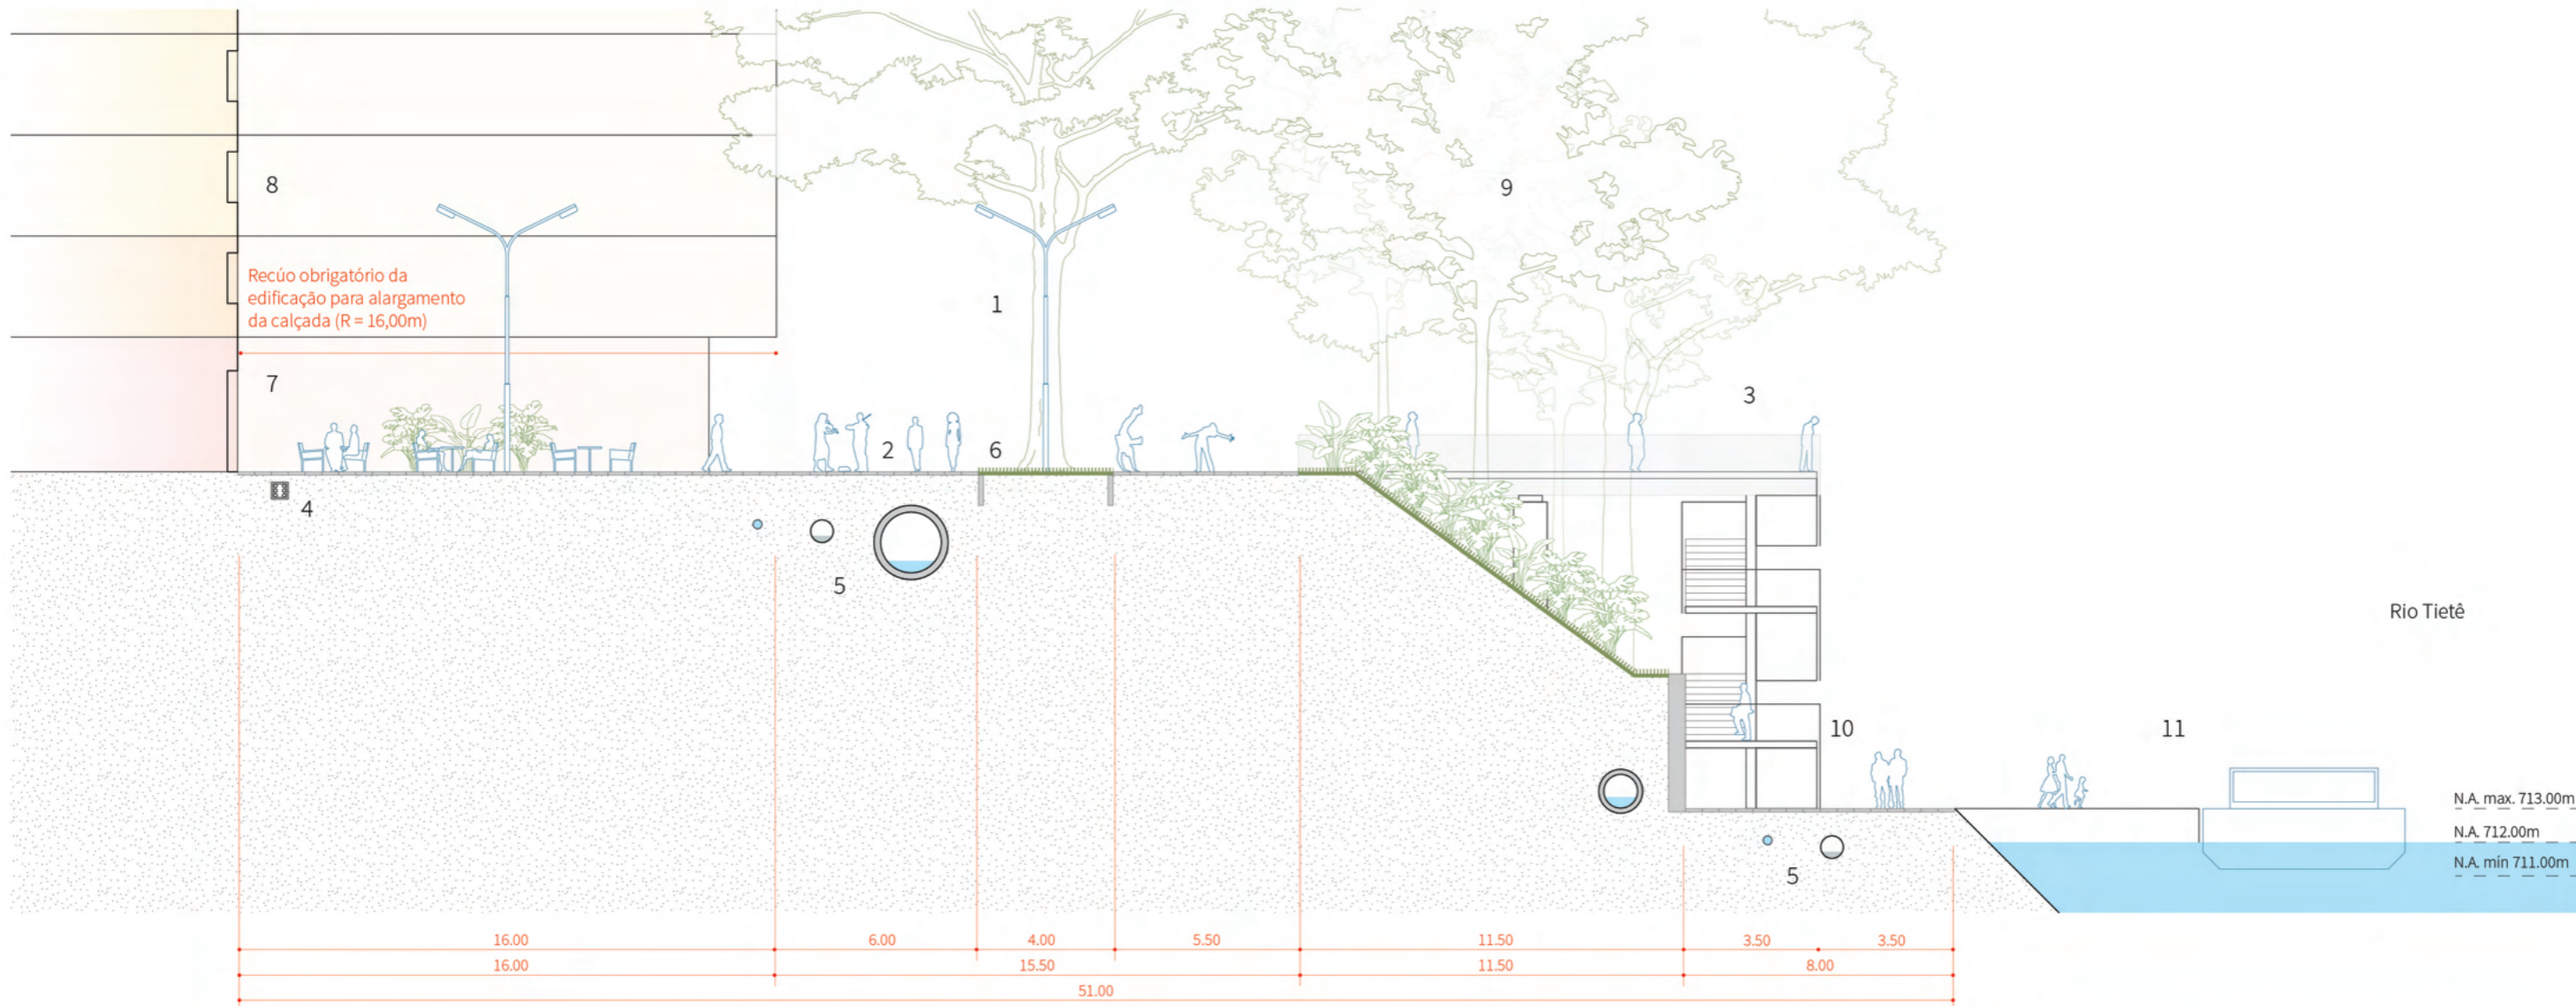 8
9
Recúo obrigatório da
edificação para alargamento
da calçada (R = 16,00m)
1
7
3
2
6
4
5
Rio Tietê
10
11
N.A. max. 713.00m
N.A. 712.00m
N.A. mín 711.00m
5
16.00 6.00 4.00 5.50 11.50 3.50 3.50
16.00 15.50 11.50 8.00
51.00